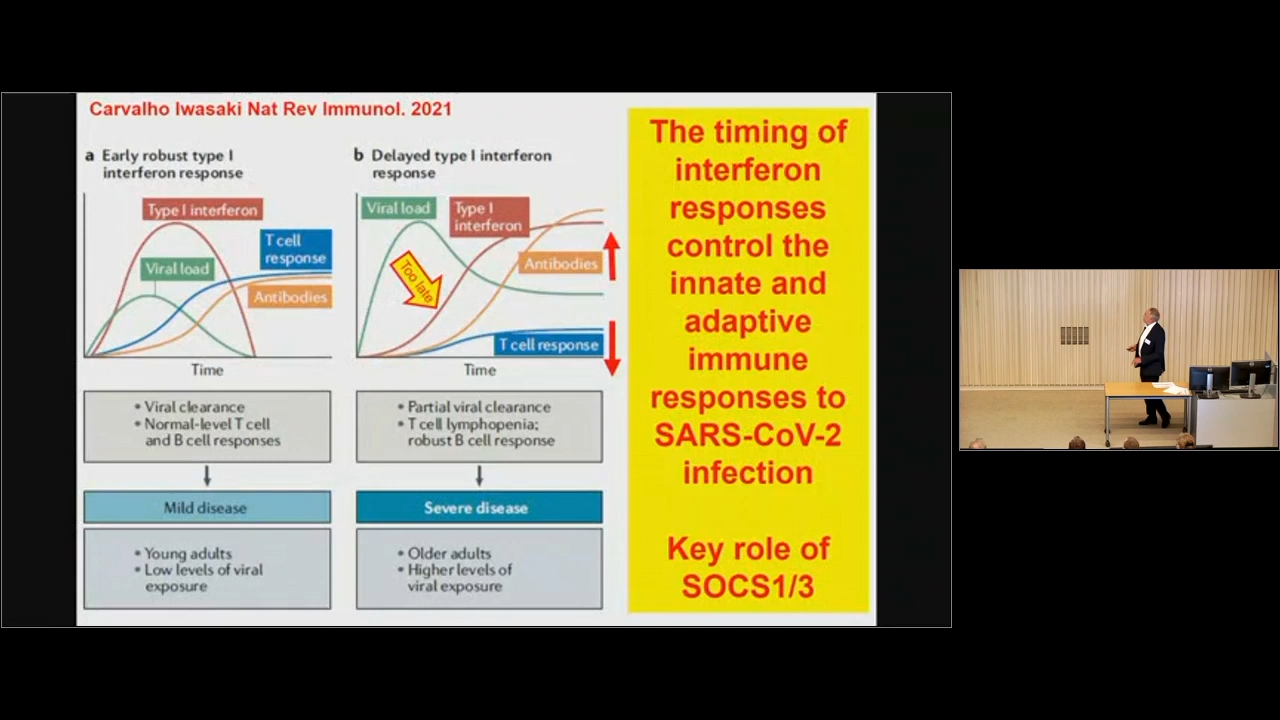 Carvalho Iwasaki Nat Rev Immunol. 2021
a Early robust type I
interferon response
Type I interferon
T cell
response
Viral load
Antibodies
Time
• Viral clearance
• Normal-level T cell
and B cell responses
Mild disease
• Young adults
• Low levels of viral
exposure
b Delayed type I interferon
response
Viral load
Type I
interferon
Too late
Antibodies
T cell response
Time
• Partial viral clearance
• T cell lymphopenia;
robust B cell response
Severe disease
• Older adults
• Higher levels of
viral exposure
The timing of
interferon
responses
control the
innate and
adaptive
immune
responses to
SARS-CoV-2
infection
Key role of
SOCS1/3